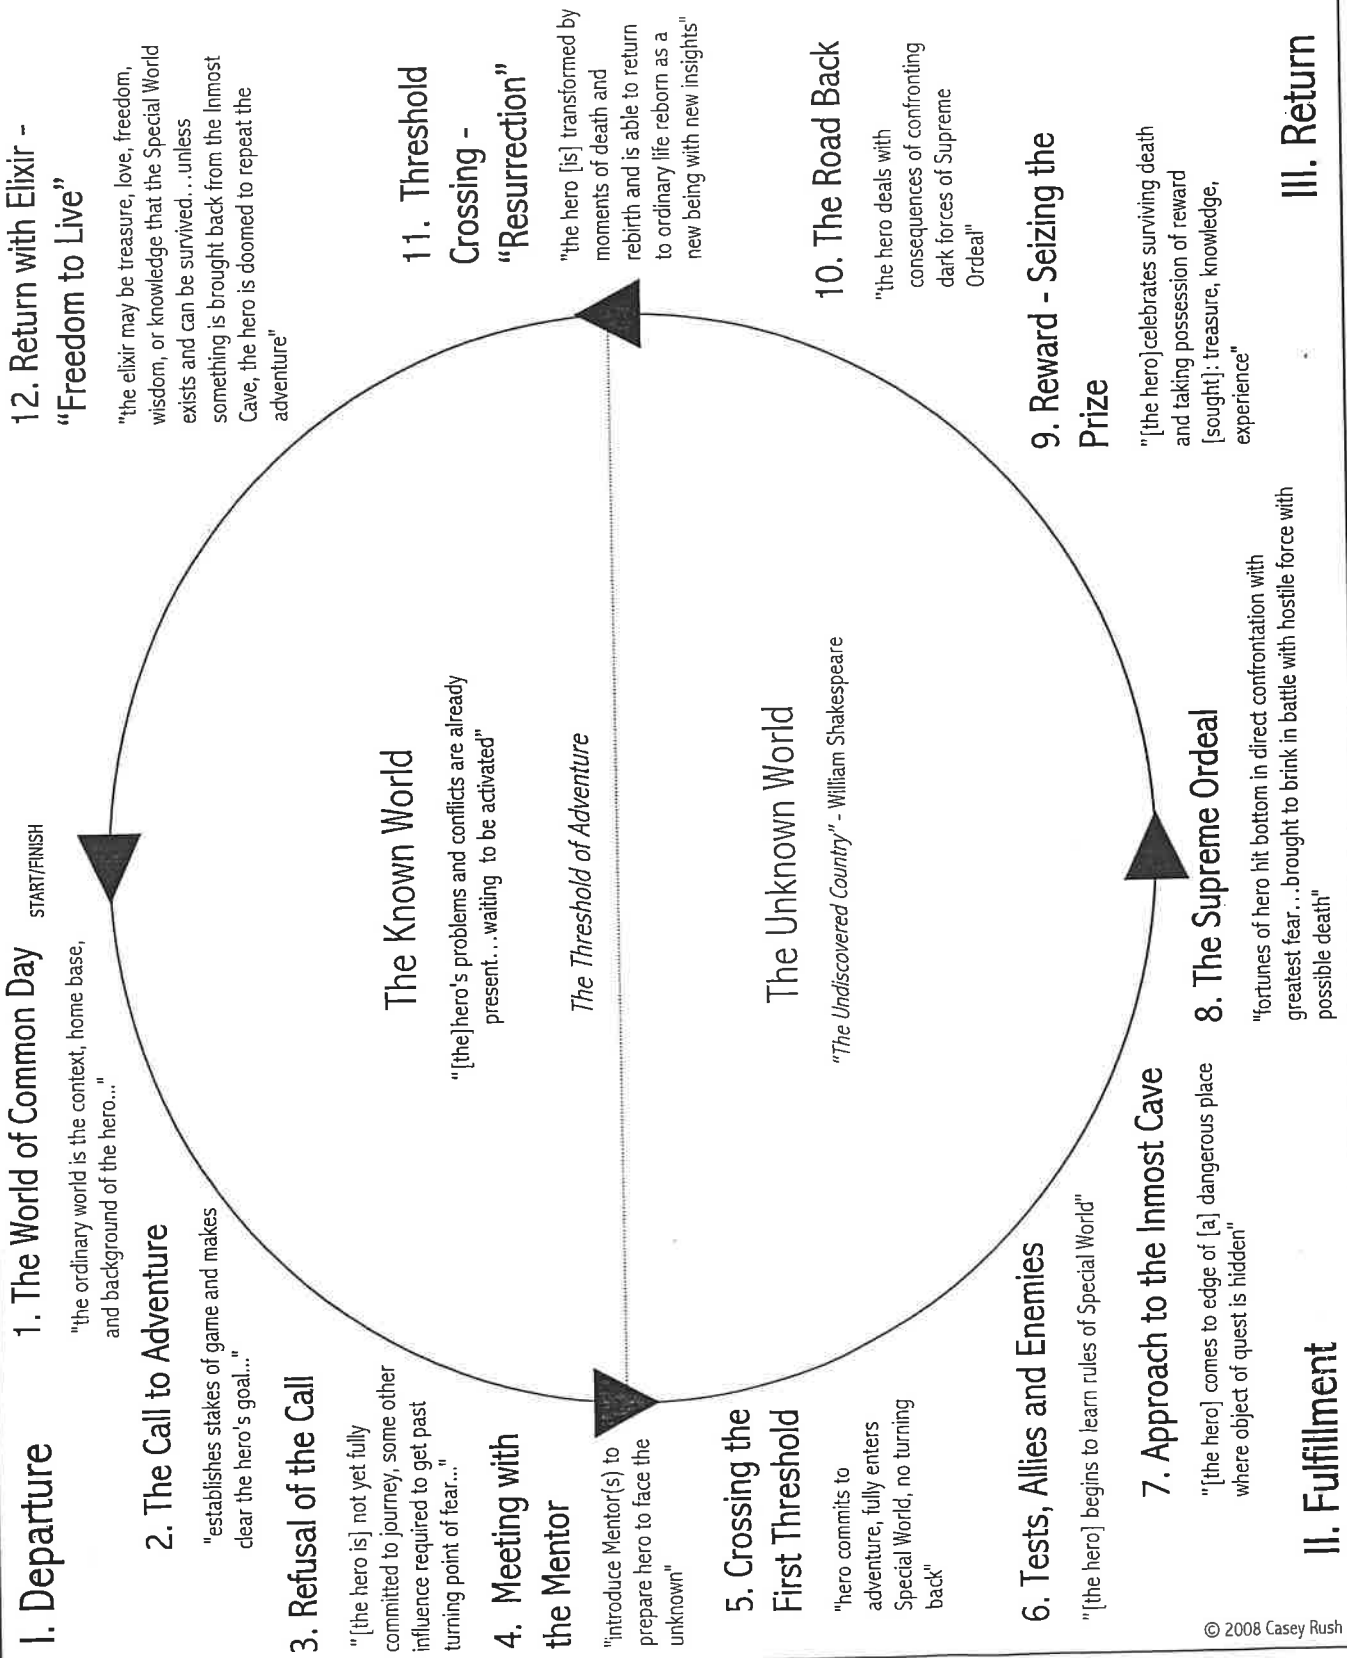 I. Departure
1. The World of Common Day
START/FINISH
"the ordinary world is the context, home base,
and background of the hero..."
2. The Call to Adventure
"establishes stakes of game and makes
clear the hero's goal..."
3. Refusal of the Call
"[the hero is] not yet fully
committed to journey, some other
influence required to get past
turning point of fear..."
4. Meeting with
the Mentor
"introduce Mentor(s) to
prepare hero to face the
unknown"
5. Crossing the
First Threshold
"hero commits to
adventure, fully enters
Special World, no turning
back"
6. Tests, Allies and Enemies
"[the hero] begins to learn rules of Special World"
7. Approach to the Inmost Cave
"[the hero] comes to edge of [a] dangerous place
where object of quest is hidden"
II. Fulfillment
8. The Supreme Ordeal
"fortunes of hero hit bottom in direct confrontation with
greatest fear...brought to brink in battle with hostile force with
possible death"
9. Reward - Seizing the
Prize
"[the hero]celebrates surviving death
and taking possession of reward
[sought]: treasure, knowledge,
experience"
III. Return
10. The Road Back
"the hero deals with
consequences of confronting
dark forces of Supreme
Ordeal"
11. Threshold
Crossing -
“Resurrection”
"the hero [is] transformed by
moments of death and
rebirth and is able to return
to ordinary life reborn as a
new being with new insights"
12. Return with Elixir -
“Freedom to Live”
"the elixir may be treasure, love, freedom,
wisdom, or knowledge that the Special World
exists and can be survived...unless
something is brought back from the Inmost
Cave, the hero is doomed to repeat the
adventure"
The Known World
"[the]hero's problems and conflicts are already
present...waiting to be activated"
The Threshold of Adventure
The Unknown World
"The Undiscovered Country" - William Shakespeare
© 2008 Casey Rush